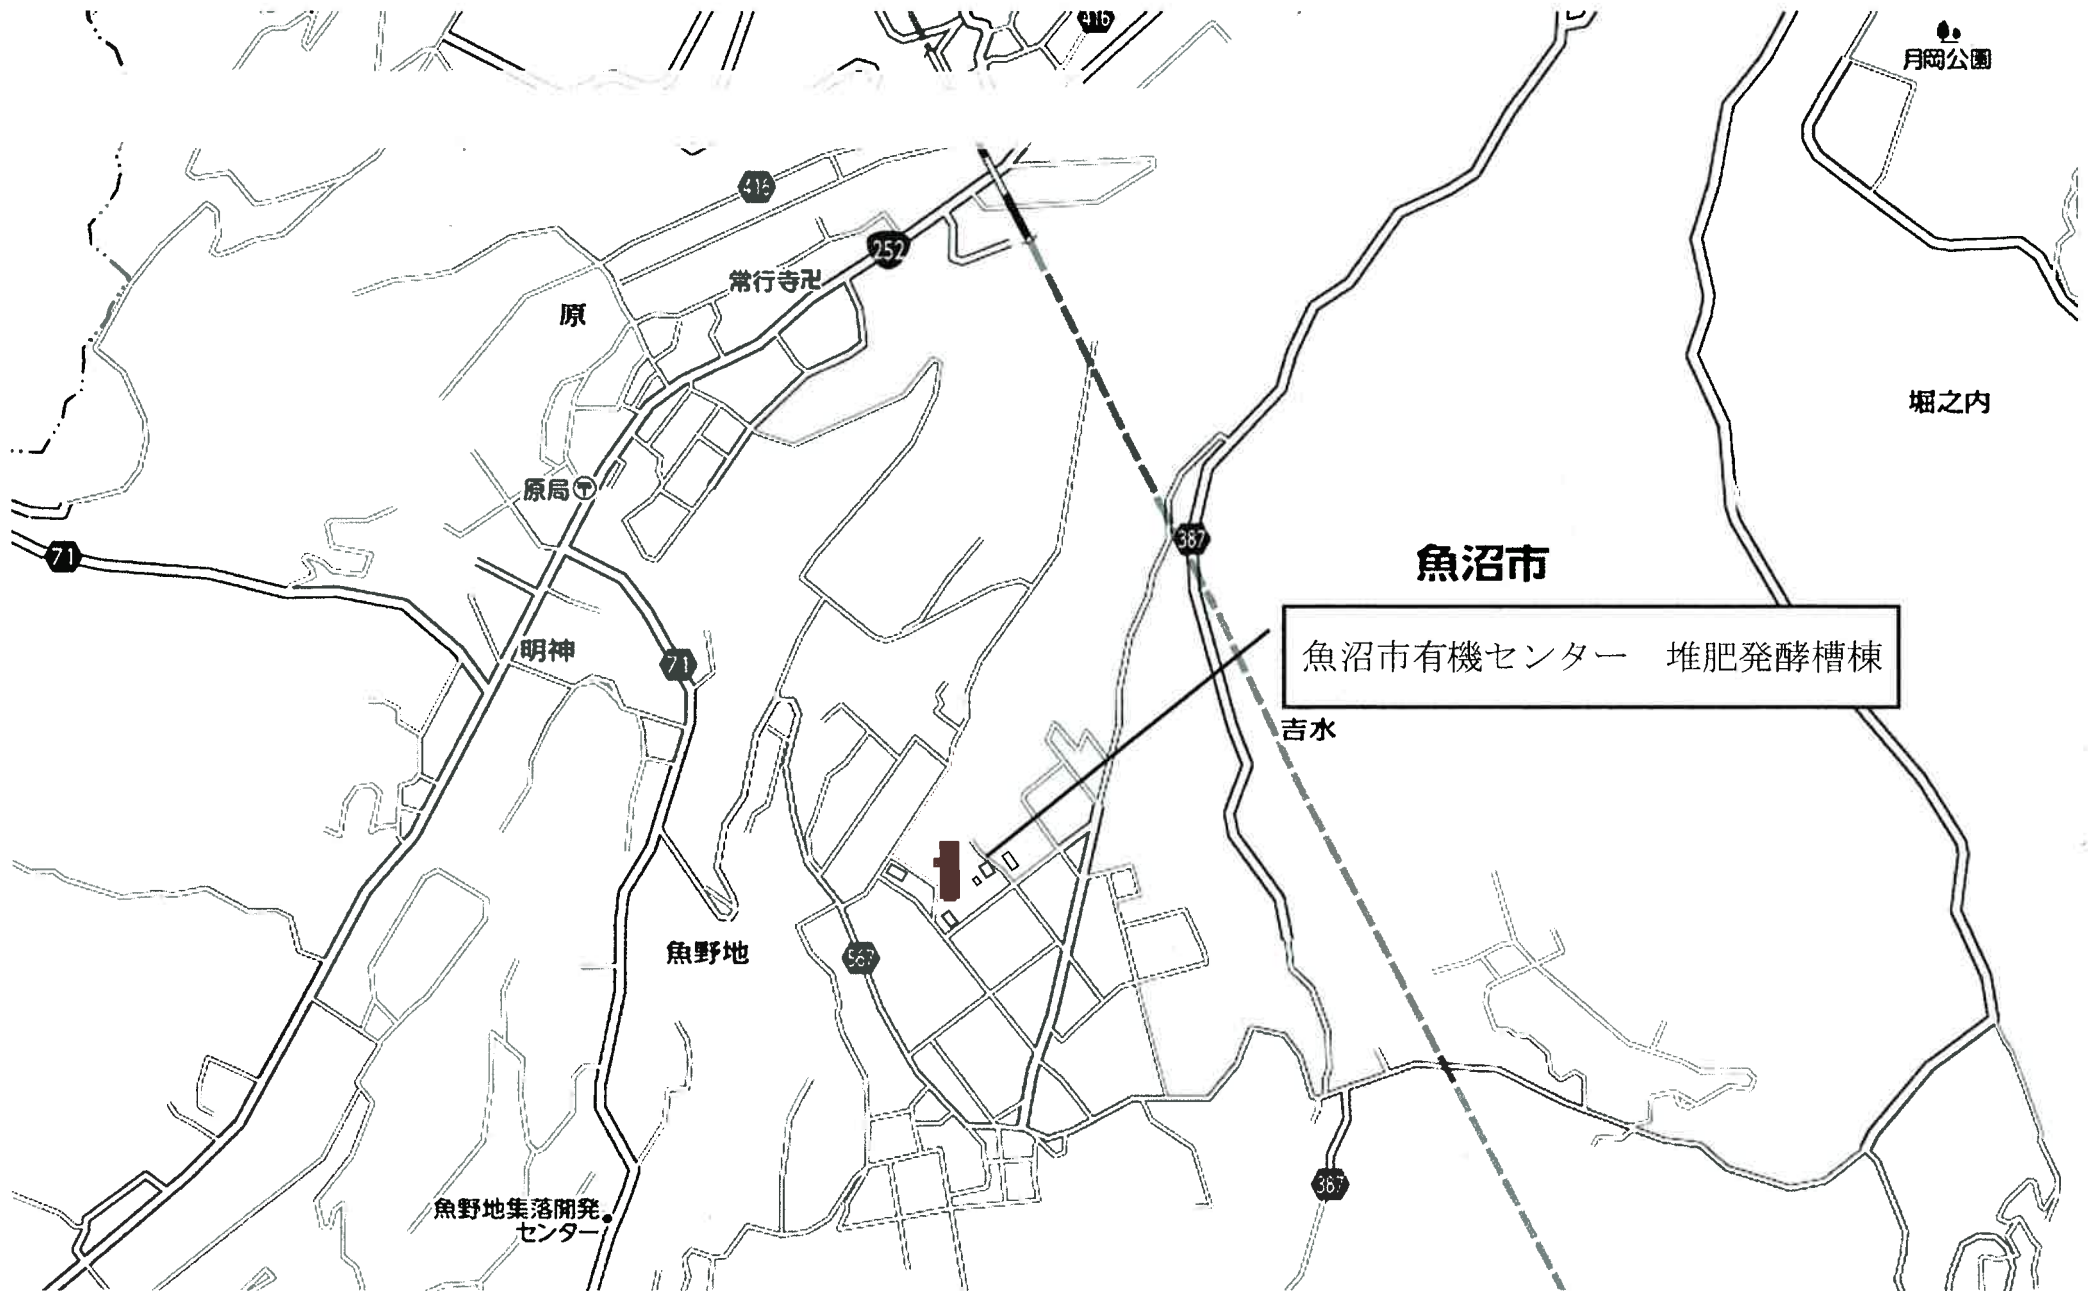 416
月岡公園
416
252
常行寺卍
原
堀之内
原局〒
387
71
魚沼市
明神
71
魚沼市有機センター　堆肥発酵槽棟
吉水
魚野地
567
387
魚野地集落開発
センター